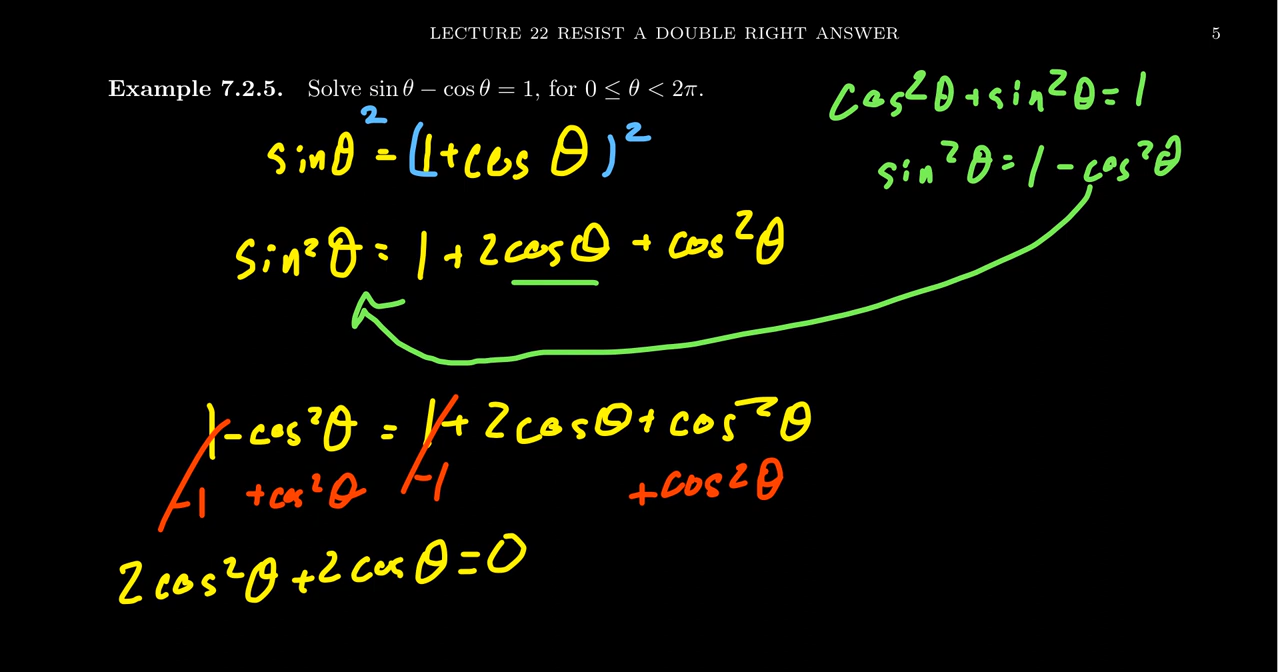 LECTURE 22 RESIST A DOUBLE RIGHT ANSWER 5
Example 7.2.5. Solve sin θ − cos θ = 1, for 0 ≤ θ < 2π.
cos²θ + sin²θ = 1
sinθ² = (1 + cos θ)²
sin²θ = 1 − cos²θ
sin²θ = 1 + 2cosθ + cos²θ
1 − cos²θ = 1 + 2cosθ + cos²θ
−1 +cos²θ −1 +cos²θ
2cos²θ + 2cosθ = 0